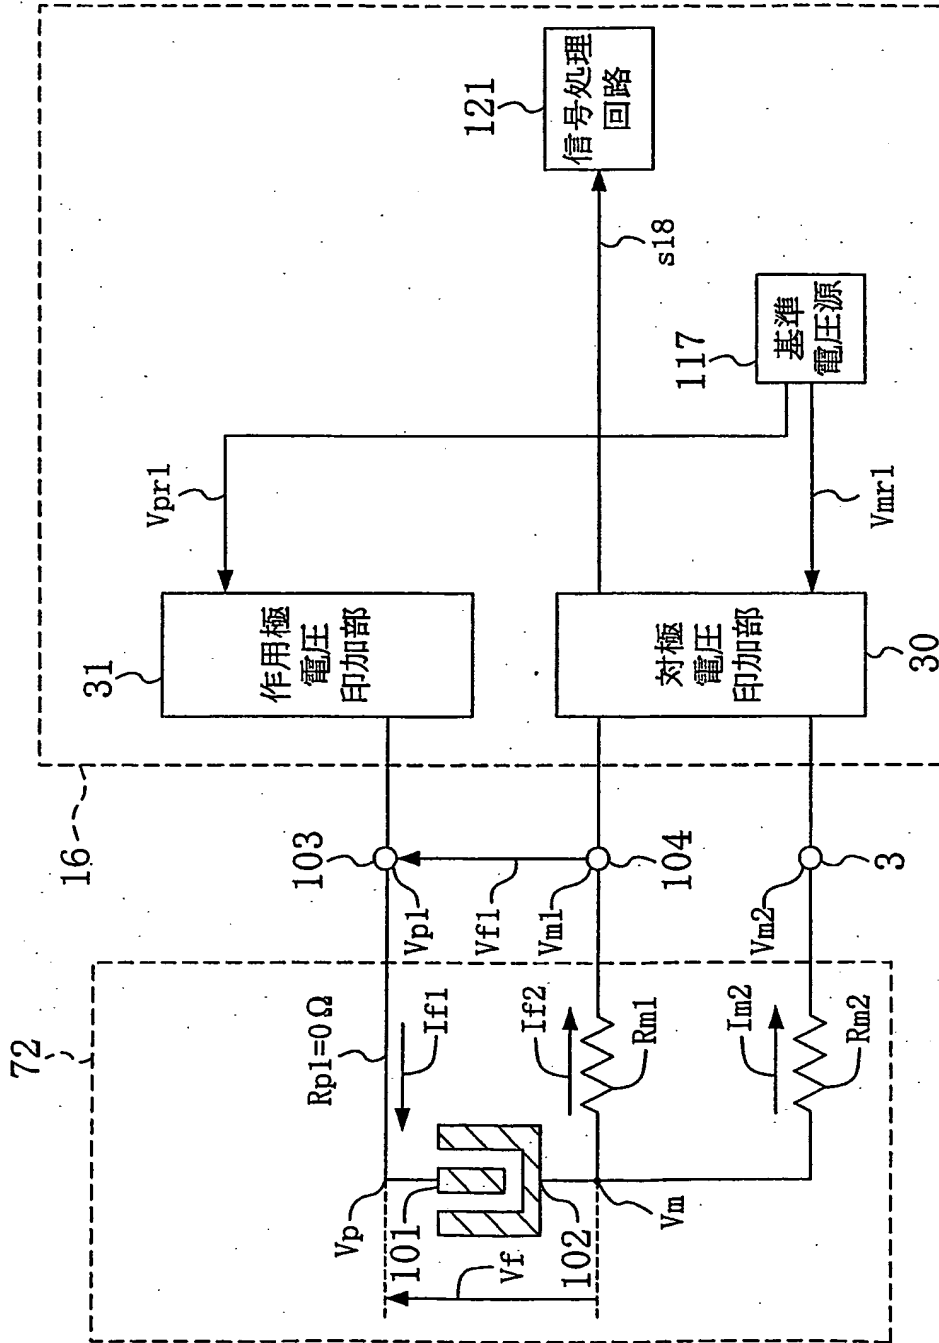 72
16
103
31
作用極
電圧
印加部
Vpr1
121
信号処理
回路
Vp
Rp1=0Ω
If1
Vp1
101
Vf
102
Vf1
If2
Rm1
Vm1
104
s18
117
基準
電圧源
対極
電圧
印加部
Vm
Im2
Rm2
Vm2
3
30
Vmr1